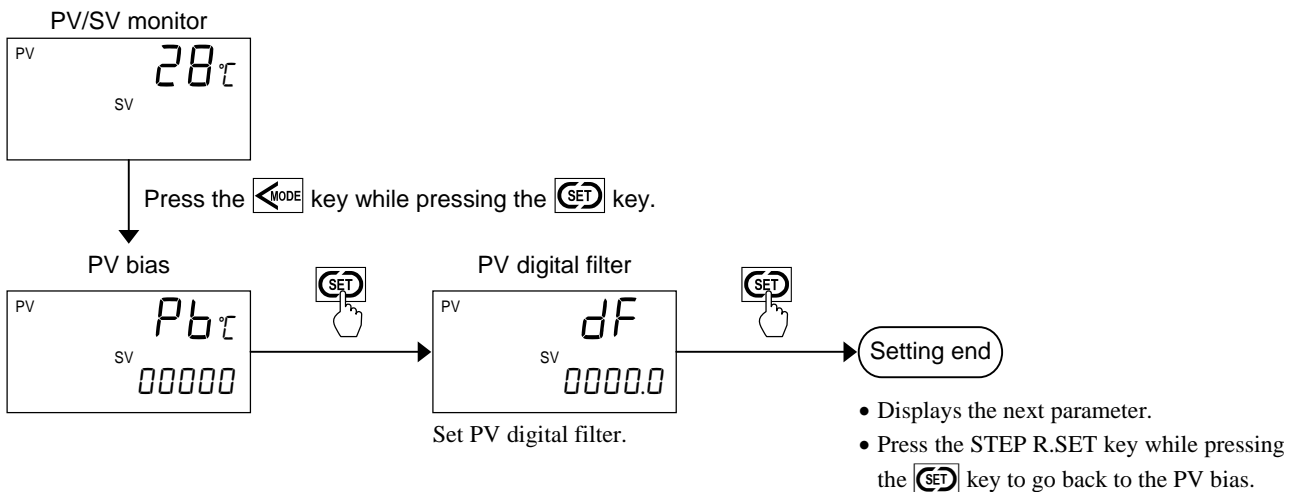 PV/SV monitor
PV
28℃
SV
Press the <MODE key while pressing the SET key.
PV bias
PV
Pb℃
SV
00000
SET
PV digital filter
PV
dF
SV
0000.0
Set PV digital filter.
SET
Setting end
• Displays the next parameter.
• Press the STEP R.SET key while pressing
the SET key to go back to the PV bias.